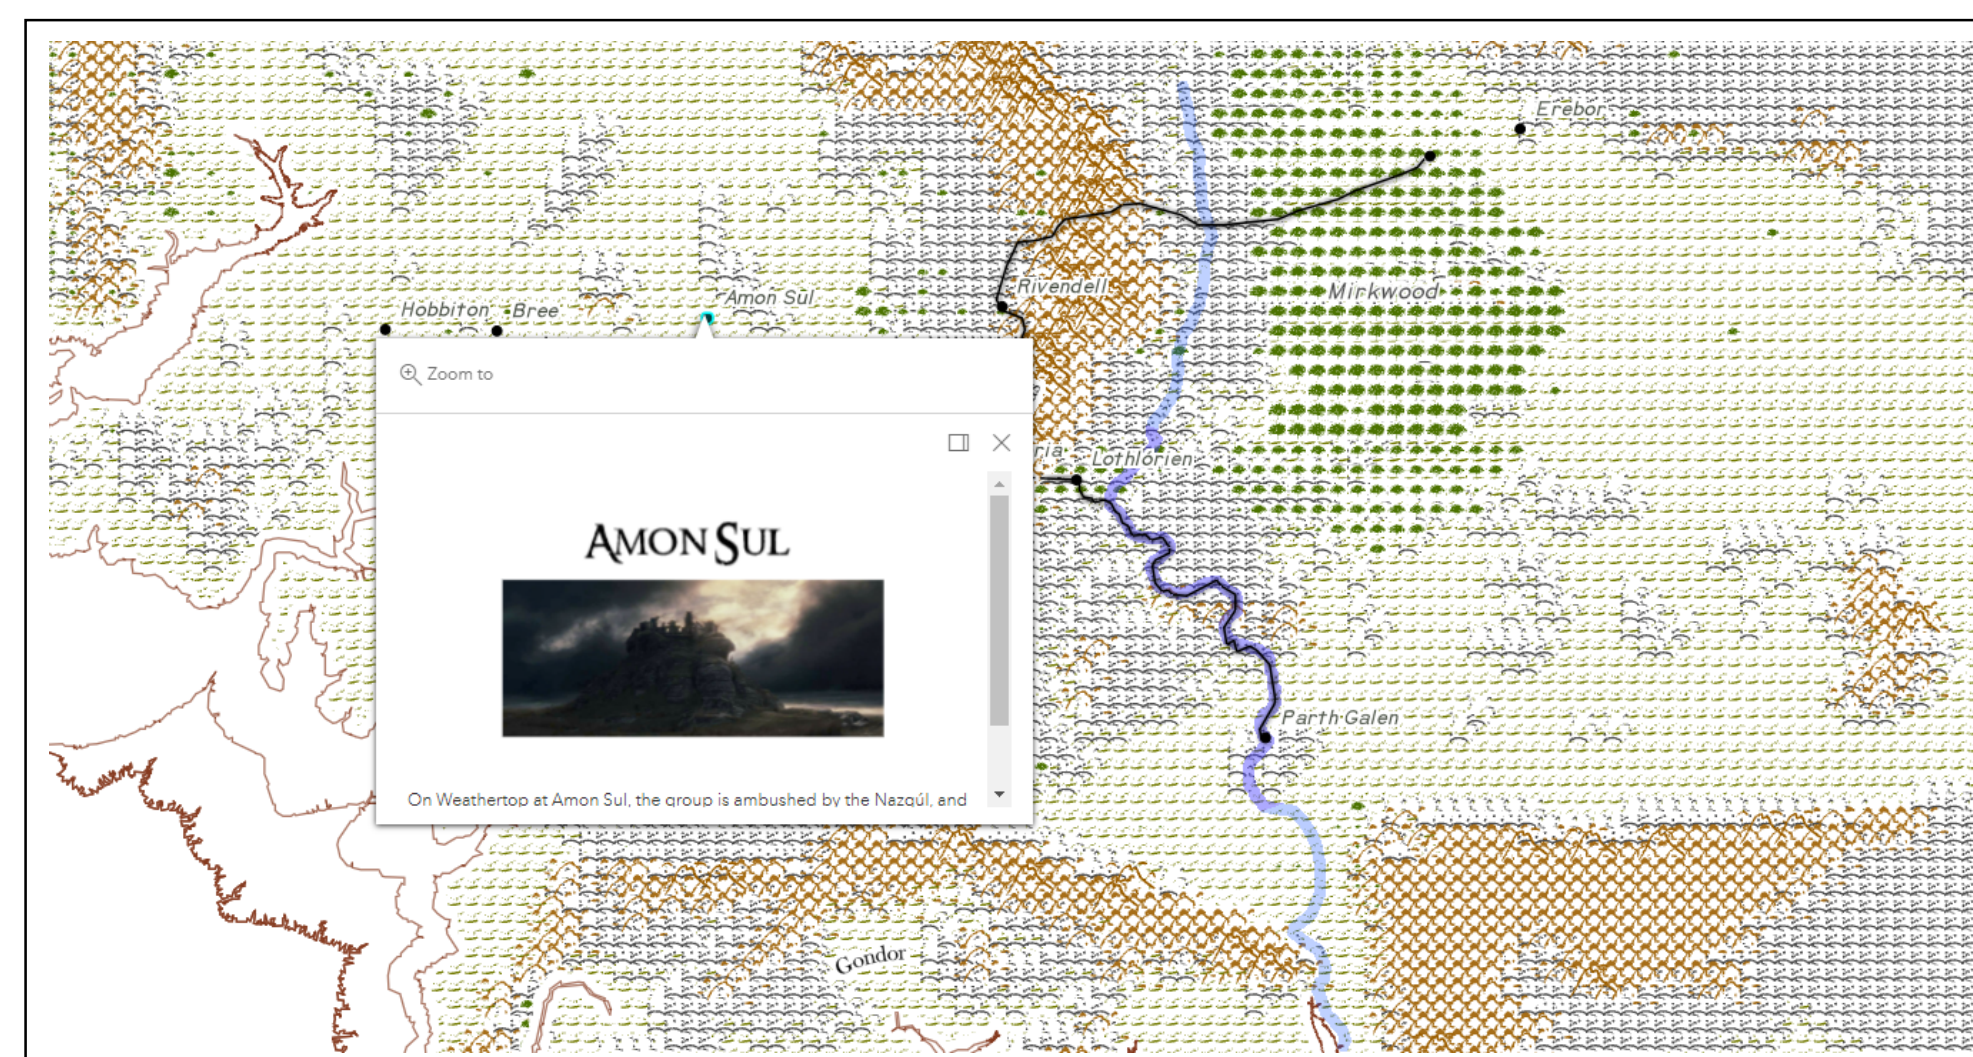 Erebor
Rivendell
Mirkwood
Amon Sul
Hobbiton
Bree
Zoom to
ria
Lothlórien
AMON SUL
Parth Galen
On Weathertop at Amon Sul, the group is ambushed by the Nazgúl, and
Gondor